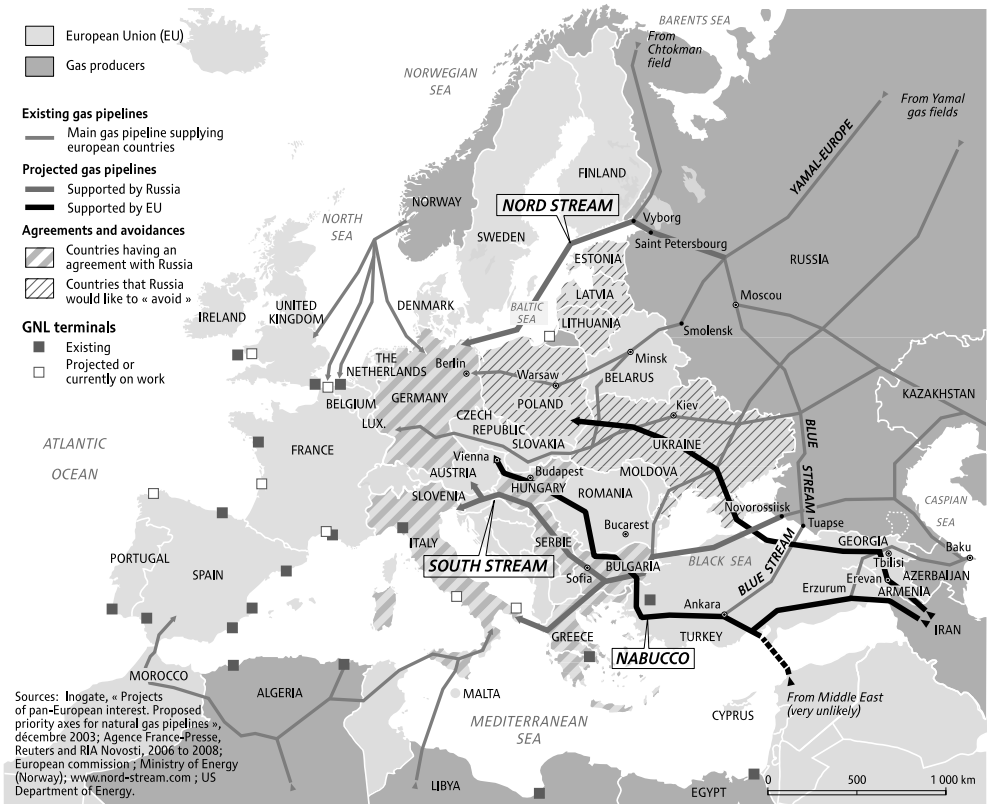 European Union (EU)
Gas producers
Existing gas pipelines
Main gas pipeline supplying
european countries
Projected gas pipelines
Supported by Russia
Supported by EU
Agreements and avoidances
Countries having an
agreement with Russia
Countries that Russia
would like to « avoid »
GNL terminals
Existing
Projected or
currently on work
BARENTS SEA
From
Chtokman
field
NORWEGIAN
SEA
From Yamal
gas fields
YAMAL-EUROPE
FINLAND
NORWAY
NORD STREAM
Vyborg
Saint Petersbourg
NORTH
SEA
SWEDEN
ESTONIA
RUSSIA
LATVIA
Moscou
DENMARK
UNITED
KINGDOM
IRELAND
BALTIC
SEA
LITHUANIA
Smolensk
Minsk
THE
NETHERLANDS
Berlin
Warsaw
BELARUS
GERMANY
POLAND
BELGIUM
KAZAKHSTAN
LUX.
CZECH
REPUBLIC
Kiev
SLOVAKIA
UKRAINE
BLUE
STREAM
ATLANTIC
OCEAN
FRANCE
Vienna
AUSTRIA
Budapest
HUNGARY
MOLDOVA
SLOVENIA
ROMANIA
Novorossiisk
CASPIAN
SEA
Bucarest
Tuapse
ITALY
SERBIE
GEORGIA
Baku
PORTUGAL
SPAIN
SOUTH STREAM
BULGARIA
BLACK SEA
Tbilisi
Sofia
BLUE STREAM
Erevan
AZERBAIJAN
ARMENIA
Erzurum
Ankara
GREECE
TURKEY
IRAN
NABUCCO
MOROCCO
ALGERIA
MALTA
From Middle East
(very unlikely)
CYPRUS
MEDITERRANEAN
SEA
Sources: Inogate, « Projects
of pan-European interest. Proposed
priority axes for natural gas pipelines »,
décembre 2003; Agence France-Presse,
Reuters and RIA Novosti, 2006 to 2008;
European commission ; Ministry of Energy
(Norway); www.nord-stream.com ; US
Department of Energy.
LIBYA
EGYPT
0 500 1 000 km